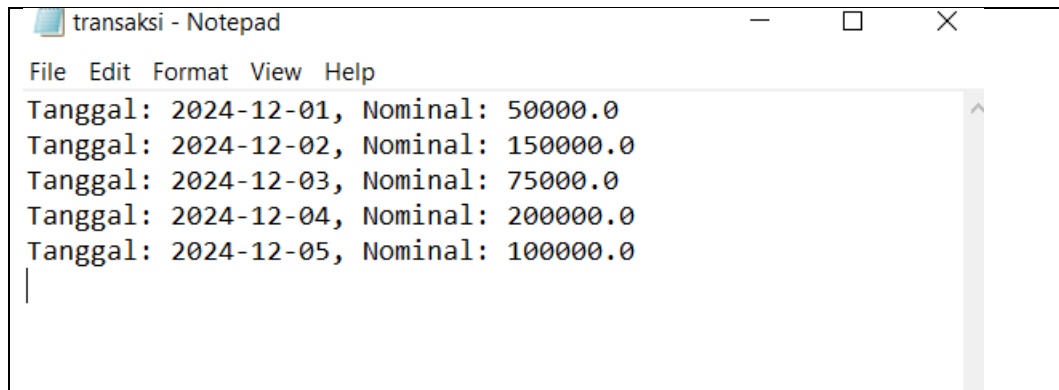 transaksi - Notepad
File Edit Format View Help
Tanggal: 2024-12-01, Nominal: 50000.0
Tanggal: 2024-12-02, Nominal: 150000.0
Tanggal: 2024-12-03, Nominal: 75000.0
Tanggal: 2024-12-04, Nominal: 200000.0
Tanggal: 2024-12-05, Nominal: 100000.0